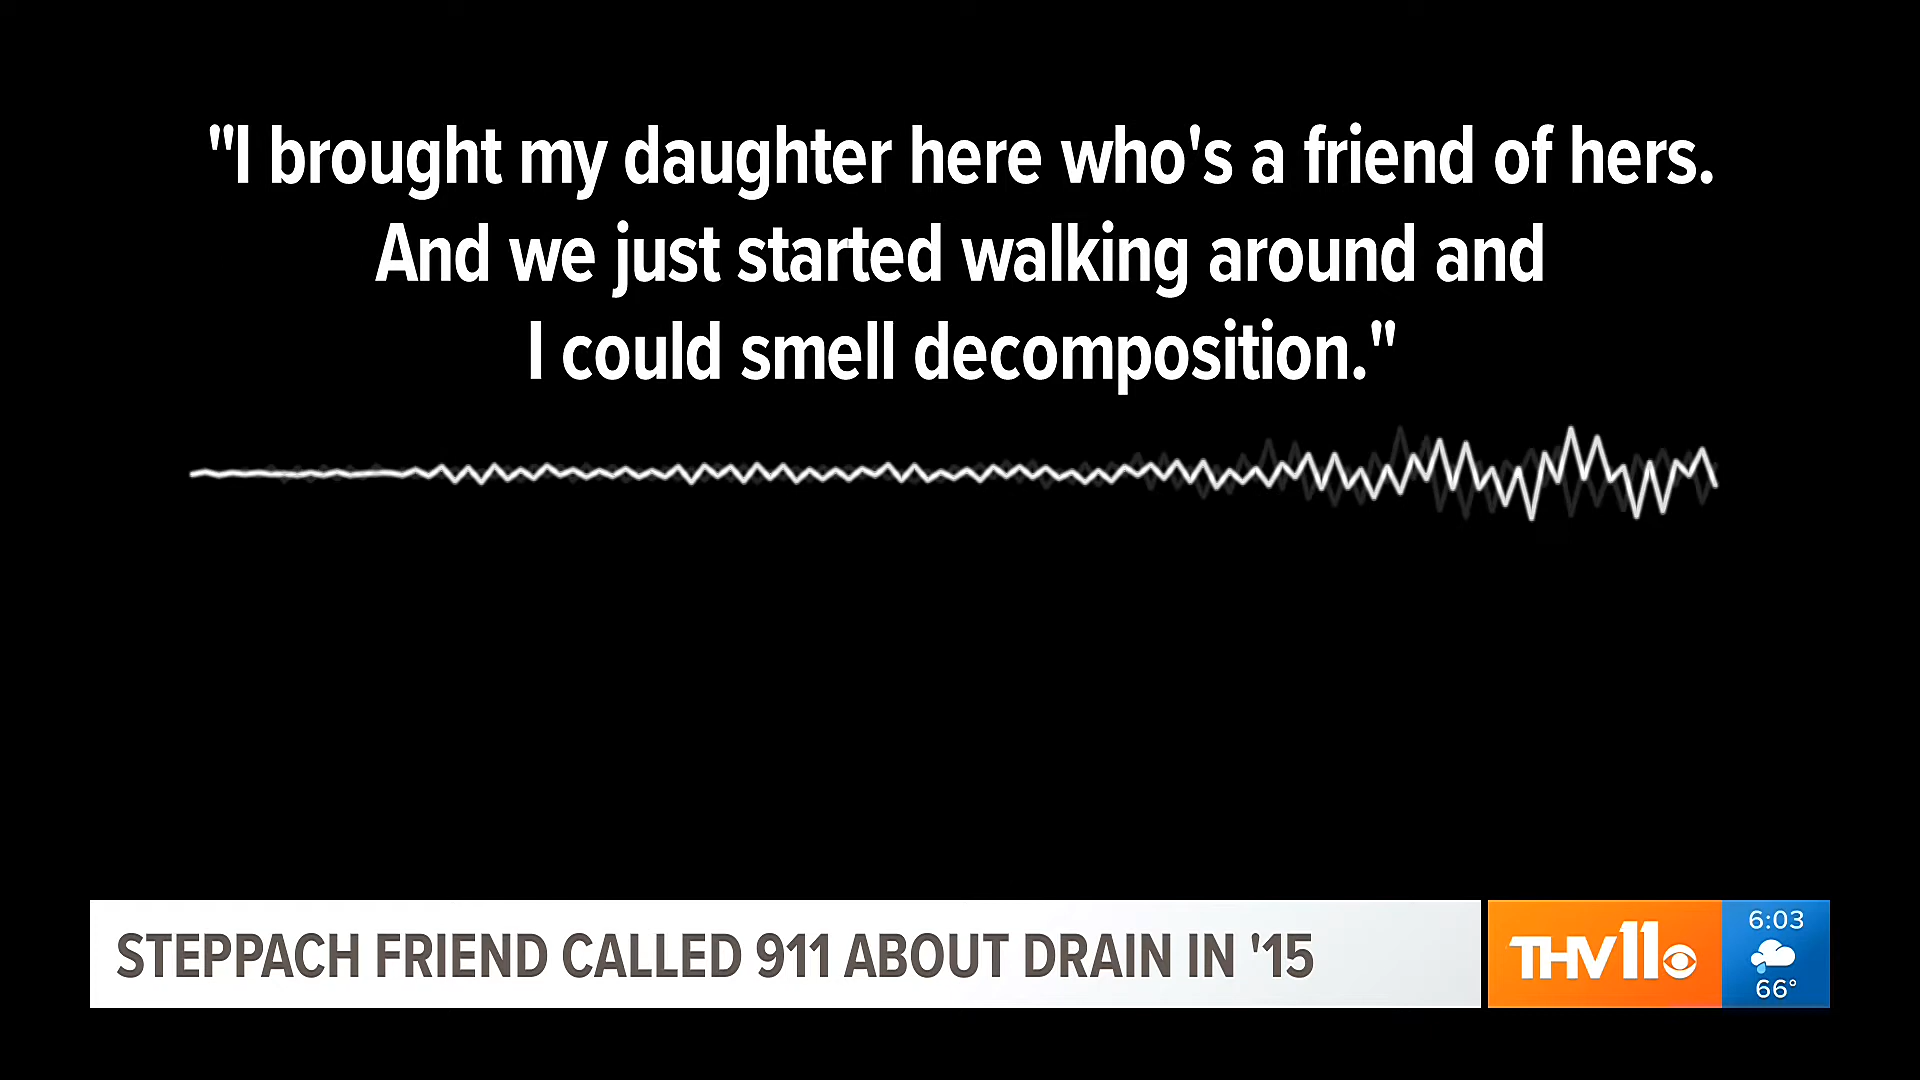 "I brought my daughter here who's a friend of hers.
And we just started walking around and
I could smell decomposition."
STEPPACH FRIEND CALLED 911 ABOUT DRAIN IN '15
THV11
6:03
66°